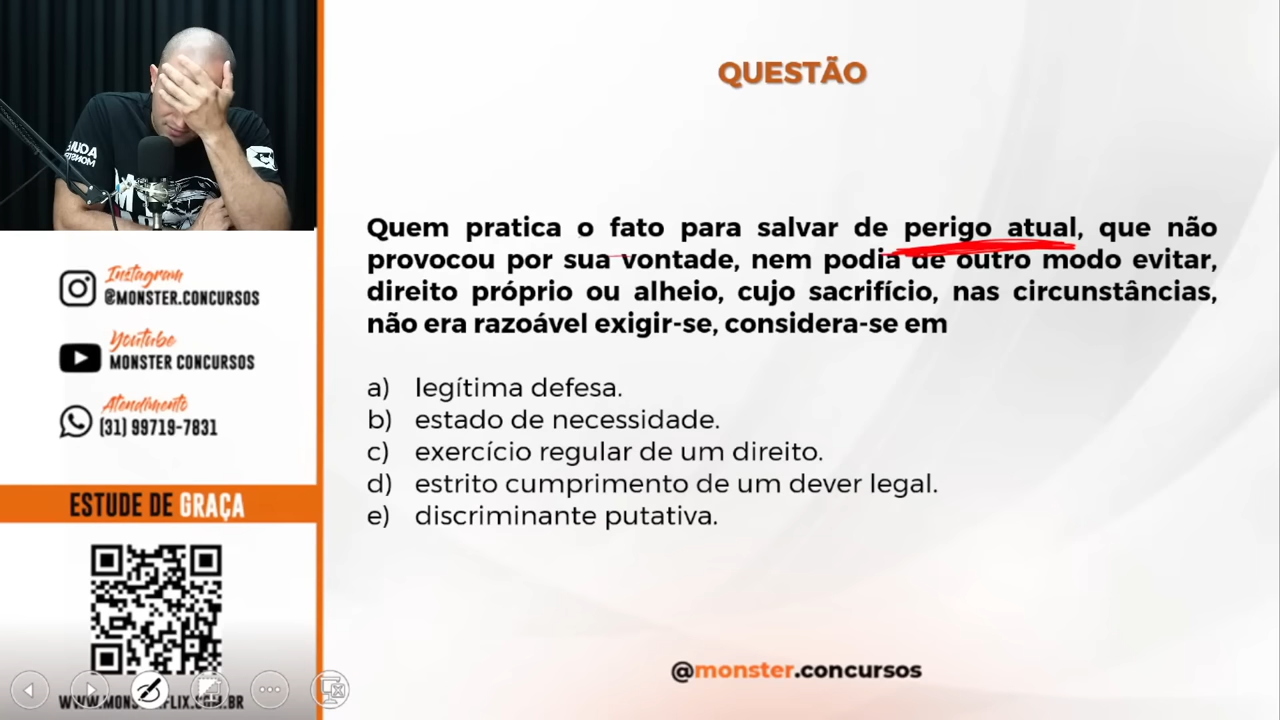 QUESTÃO
Quem pratica o fato para salvar de perigo atual, que não
provocou por sua vontade, nem podia de outro modo evitar,
direito próprio ou alheio, cujo sacrifício, nas circunstâncias,
não era razoável exigir-se, considera-se em
a) legítima defesa.
b) estado de necessidade.
c) exercício regular de um direito.
d) estrito cumprimento de um dever legal.
e) discriminante putativa.
@monster.concursos
Instagram
@MONSTER.CONCURSOS
Youtube
MONSTER CONCURSOS
Atendimento
(31) 99719-7831
ESTUDE DE GRAÇA